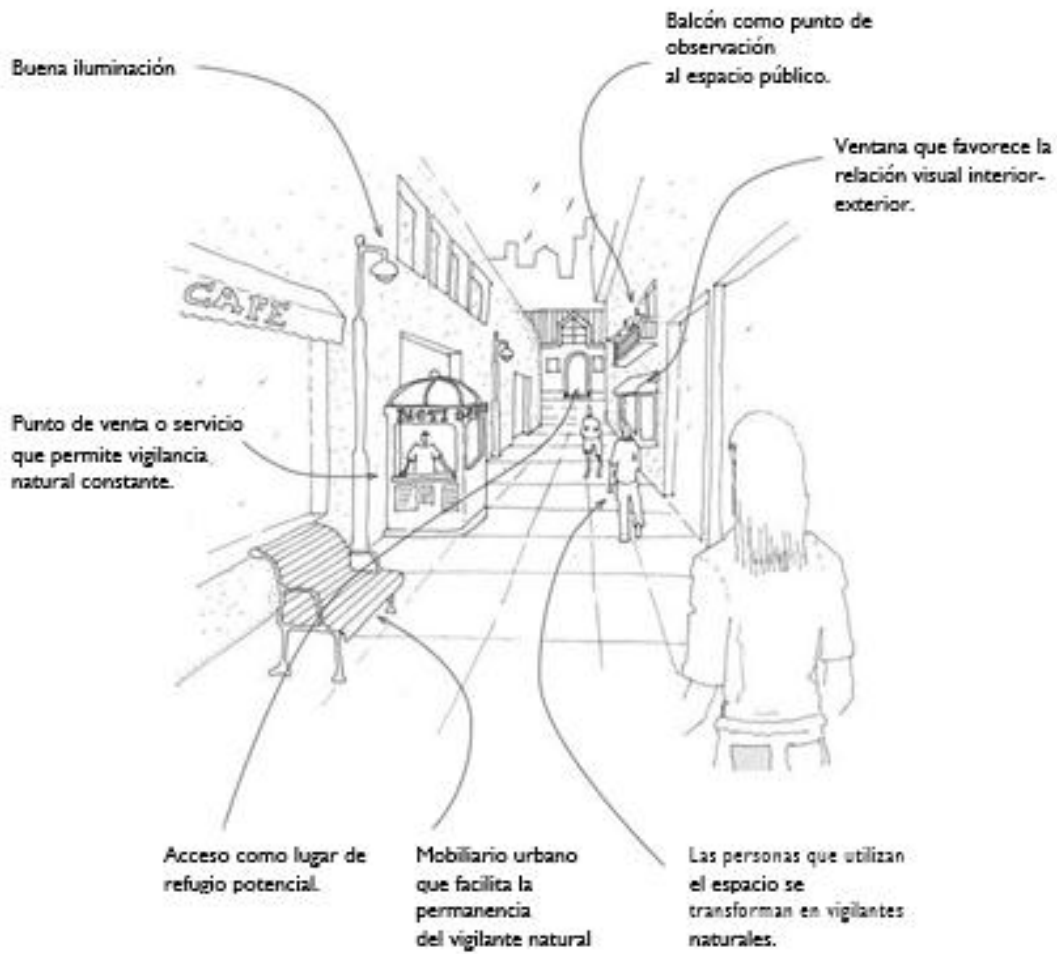 Balcón como punto de
observación
al espacio público.
Buena iluminación
Ventana que favorece la
relación visual interior-
exterior.
CAFE
NOTI
Punto de venta o servicio
que permite vigilancia
natural constante.
Acceso como lugar de
refugio potencial.
Mobiliario urbano
que facilita la
permanencia
del vigilante natural
Las personas que utilizan
el espacio se
transforman en vigilantes
naturales.